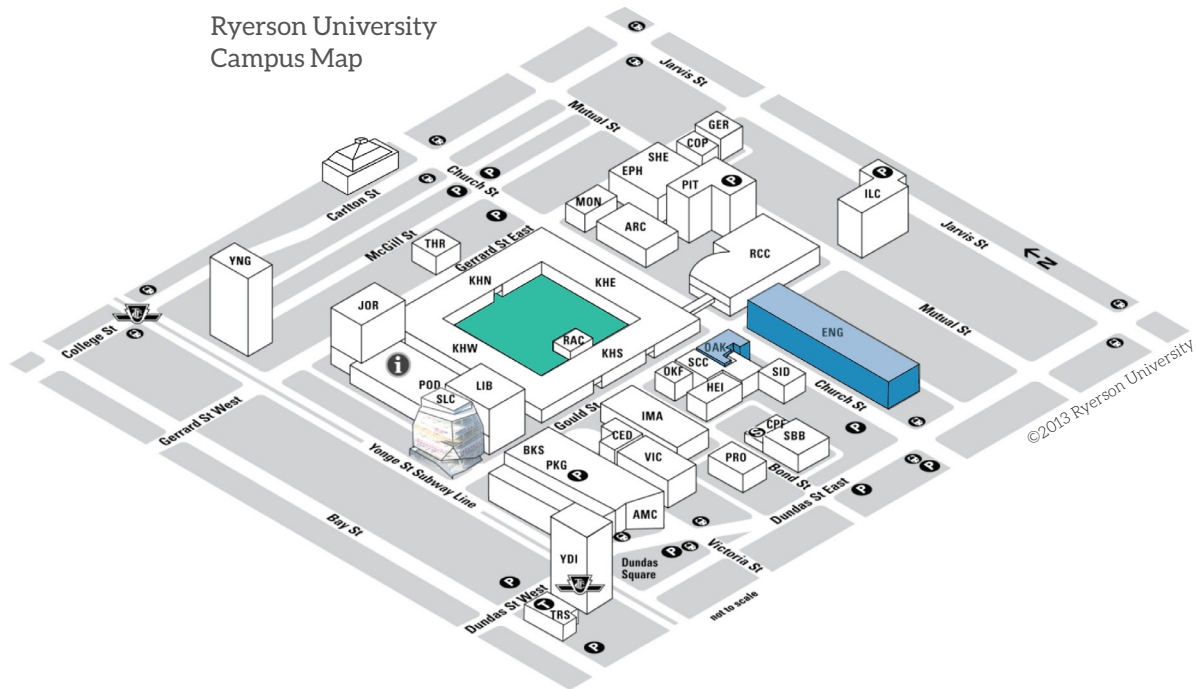 Ryerson University
Campus Map
Jarvis St
Mutual St
GER
COP
SHE
EPH
PIT
P
ILC
P
Church St
P
P
Carlton St
MON
ARC
P
McGill St
THR
Gerrard St East
RCC
Jarvis St
N
YNG
KHN
KHE
JOR
College St
Mutual St
ENG
RAC
OAK
KHW
KHS
SCC
i
OKF
HEI
SID
POD
LIB
SLC
Church St
©2013 Ryerson University
Gerrard St West
Gould St
IMA
CPF
S
SBB
P
CED
BKS
VIC
PRO
PKG
P
Bond St
P
Yonge St Subway Line
Dundas St East
P
AMC
Bay St
Victoria St
YDI
Dundas
Square
P
P
Dundas St West
T
TRS
not to scale
P